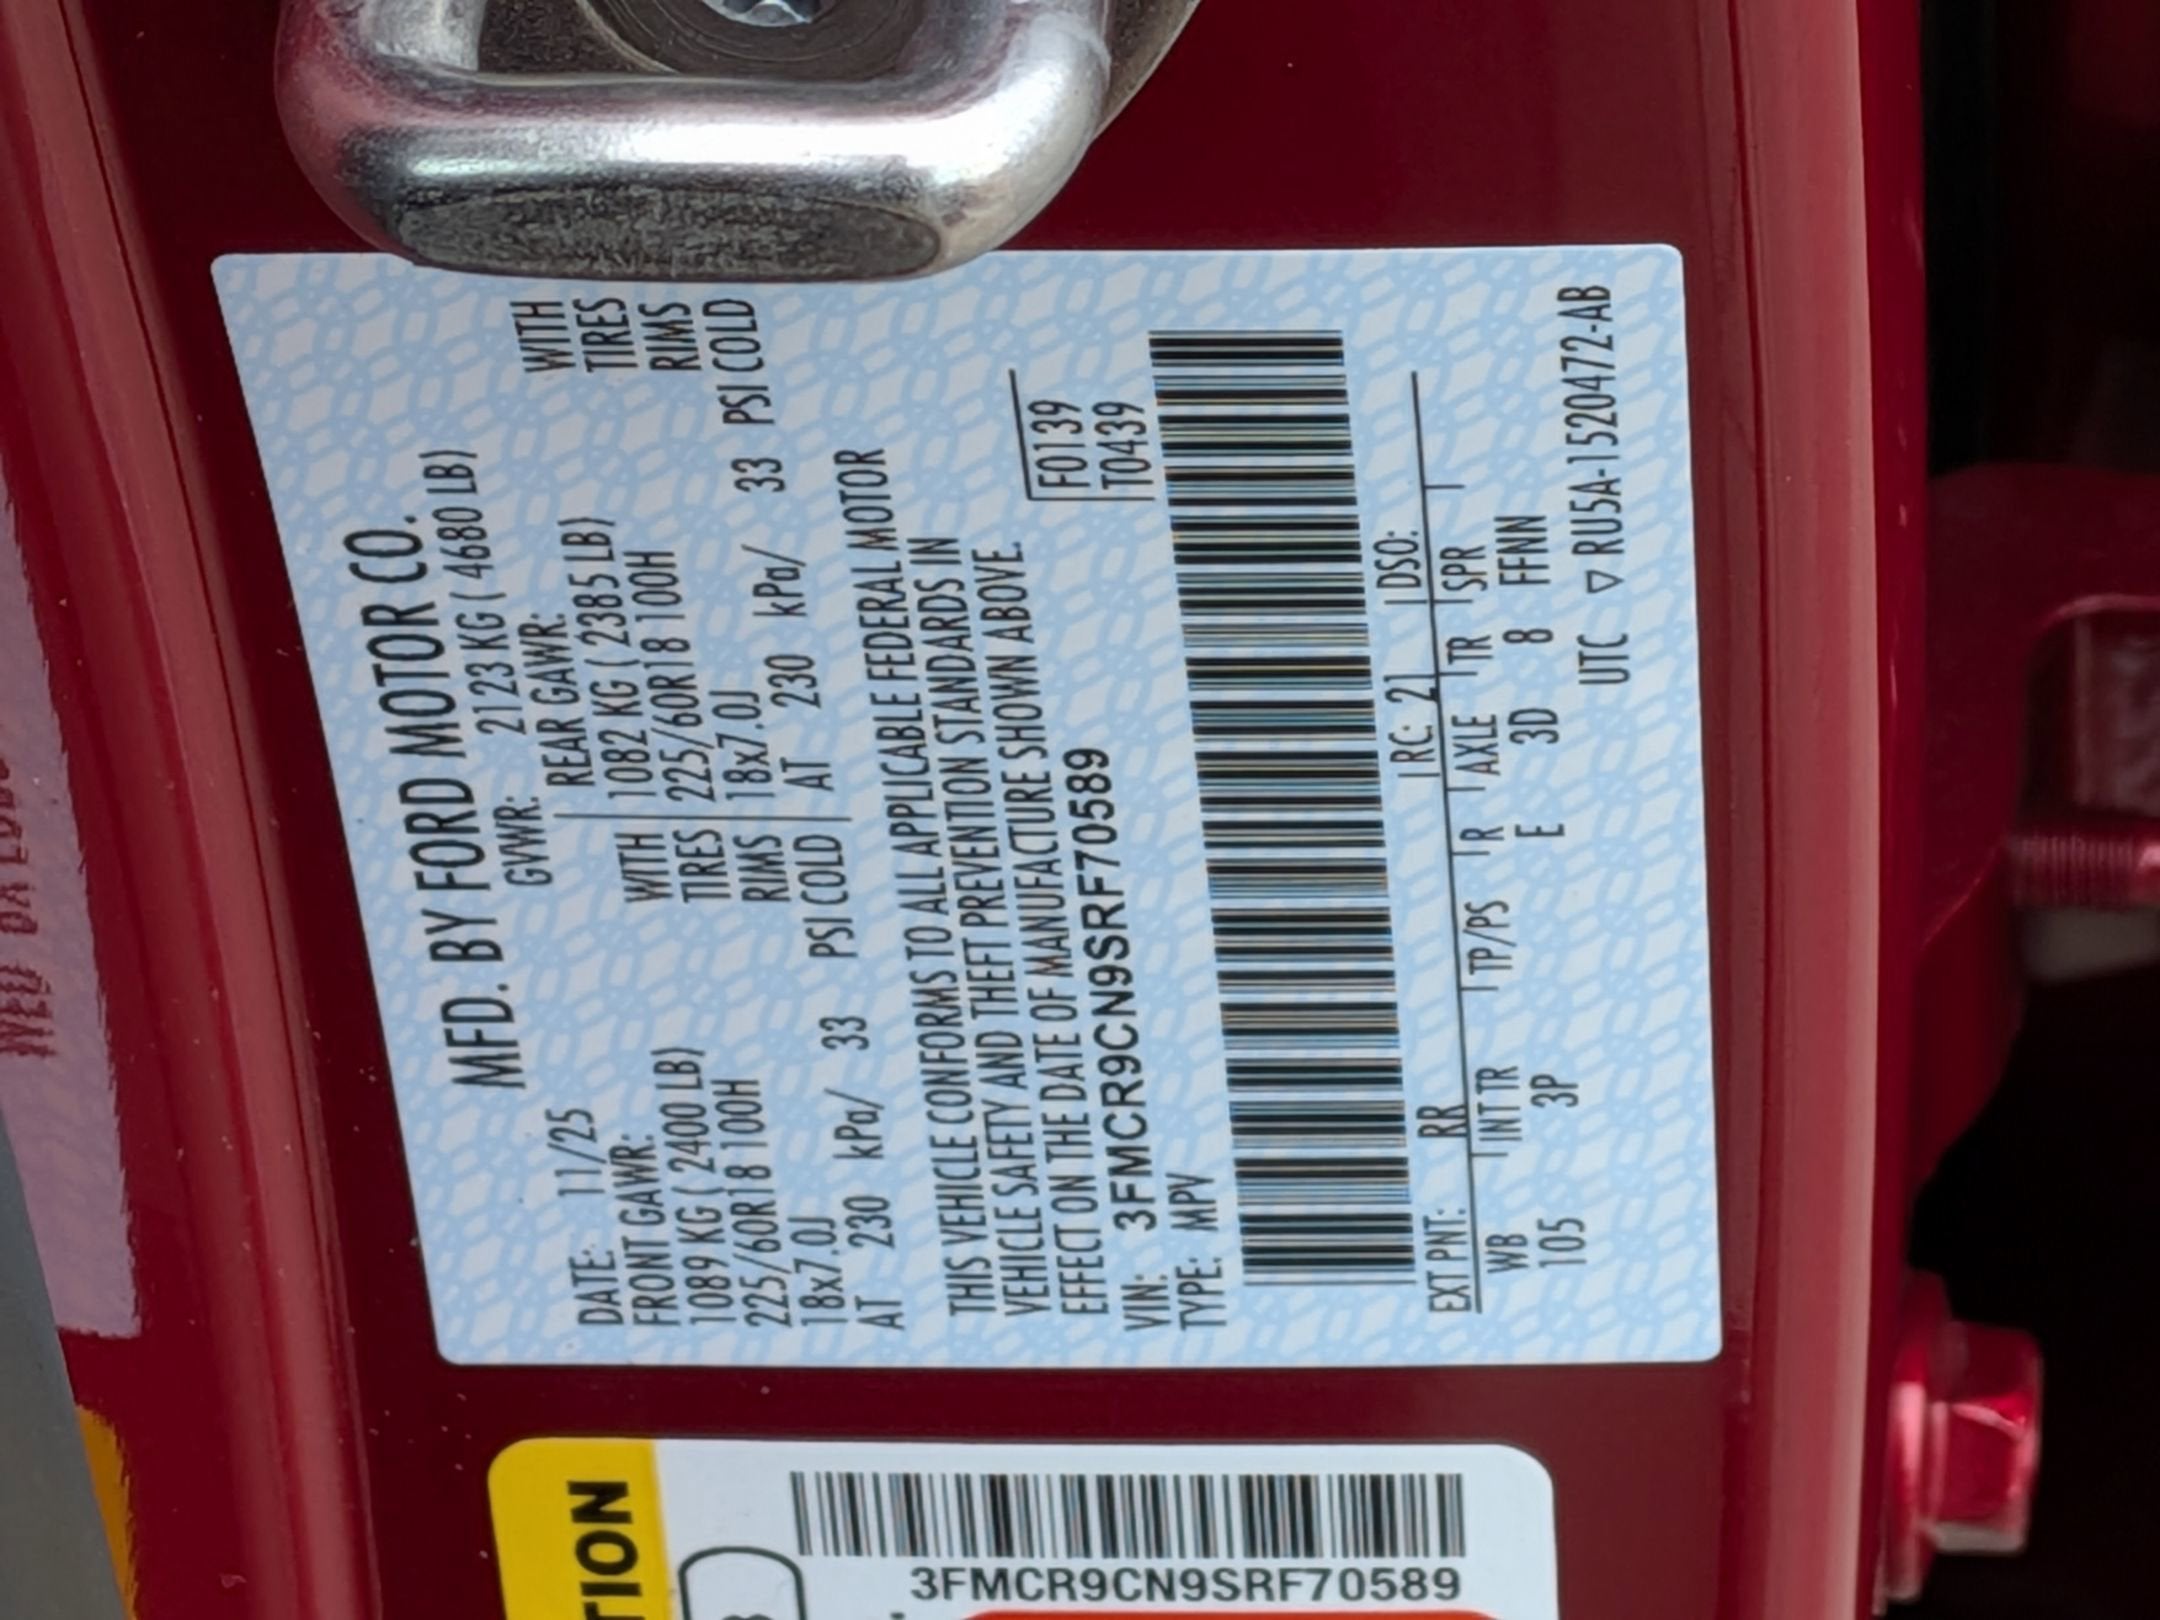 MFD. BY FORD MOTOR CO.
DATE: 11/25 GVWR: 2123 KG ( 4680 LB)
FRONT GAWR: REAR GAWR:
1089 KG ( 2400 LB) WITH 1082 KG ( 2385 LB) WITH
225/60R18 100H TIRES 225/60R18 100H TIRES
18x7.0J RIMS 18x7.0J RIMS
AT 230 kPa/ 33 PSI COLD AT 230 kPa/ 33 PSI COLD
THIS VEHICLE CONFORMS TO ALL APPLICABLE FEDERAL MOTOR
VEHICLE SAFETY AND THEFT PREVENTION STANDARDS IN
EFFECT ON THE DATE OF MANUFACTURE SHOWN ABOVE.
VIN: 3FMCR9CN9SRF70589 F0139
TYPE: MPV T0439
EXT PNT: RR RC: 21 DSO:
WB INT TR TP/PS R AXLE TR SPR
105 3P E 3D 8 FFNN
UTC ▽ RU5A-1520472-AB
TION
3FMCR9CN9SRF70589